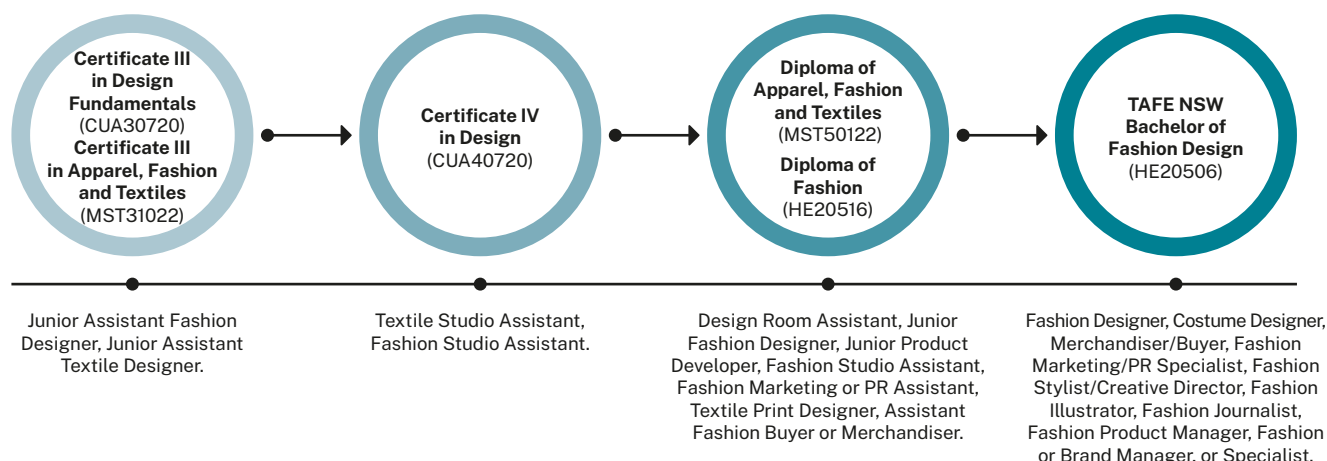 Certificate III
in Design
Fundamentals
(CUA30720)
Certificate III
in Apparel, Fashion
and Textiles
(MST31022)
Certificate IV
in Design
(CUA40720)
Diploma of
Apparel, Fashion
and Textiles
(MST50122)
Diploma of
Fashion
(HE20516)
TAFE NSW
Bachelor of
Fashion Design
(HE20506)
Junior Assistant Fashion
Designer, Junior Assistant
Textile Designer.
Textile Studio Assistant,
Fashion Studio Assistant.
Design Room Assistant, Junior
Fashion Designer, Junior Product
Developer, Fashion Studio Assistant,
Fashion Marketing or PR Assistant,
Textile Print Designer, Assistant
Fashion Buyer or Merchandiser.
Fashion Designer, Costume Designer,
Merchandiser/Buyer, Fashion
Marketing/PR Specialist, Fashion
Stylist/Creative Director, Fashion
Illustrator, Fashion Journalist,
Fashion Product Manager, Fashion
or Brand Manager, or Specialist.